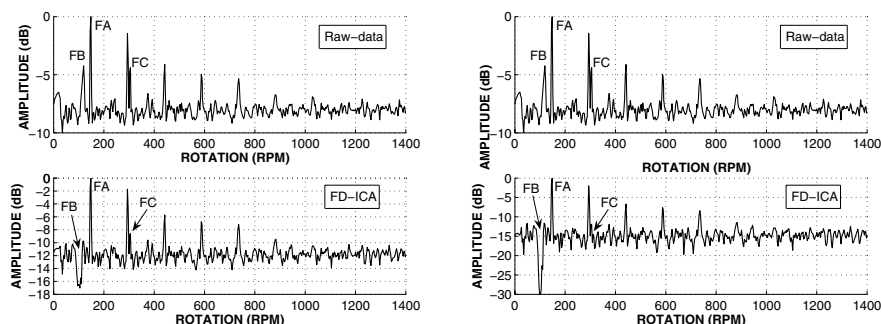 0
−5
−10
AMPLITUDE (dB)
FA
FB
FC
Raw−data
0 200 400 600 800 1000 1200 1400
ROTATION (RPM)
0
−5
−10
AMPLITUDE (dB)
FA
FB
FC
Raw−data
0 200 400 600 800 1000 1200 1400
ROTATION (RPM)
0
−2
−4
−6
−8
−10
−12
−14
−16
−18
AMPLITUDE (dB)
FA
FB
FC
FD−ICA
0 200 400 600 800 1000 1200 1400
ROTATION (RPM)
0
−5
−10
−15
−20
−25
−30
AMPLITUDE (dB)
FA
FB
FC
FD−ICA
0 200 400 600 800 1000 1200 1400
ROTATION (RPM)